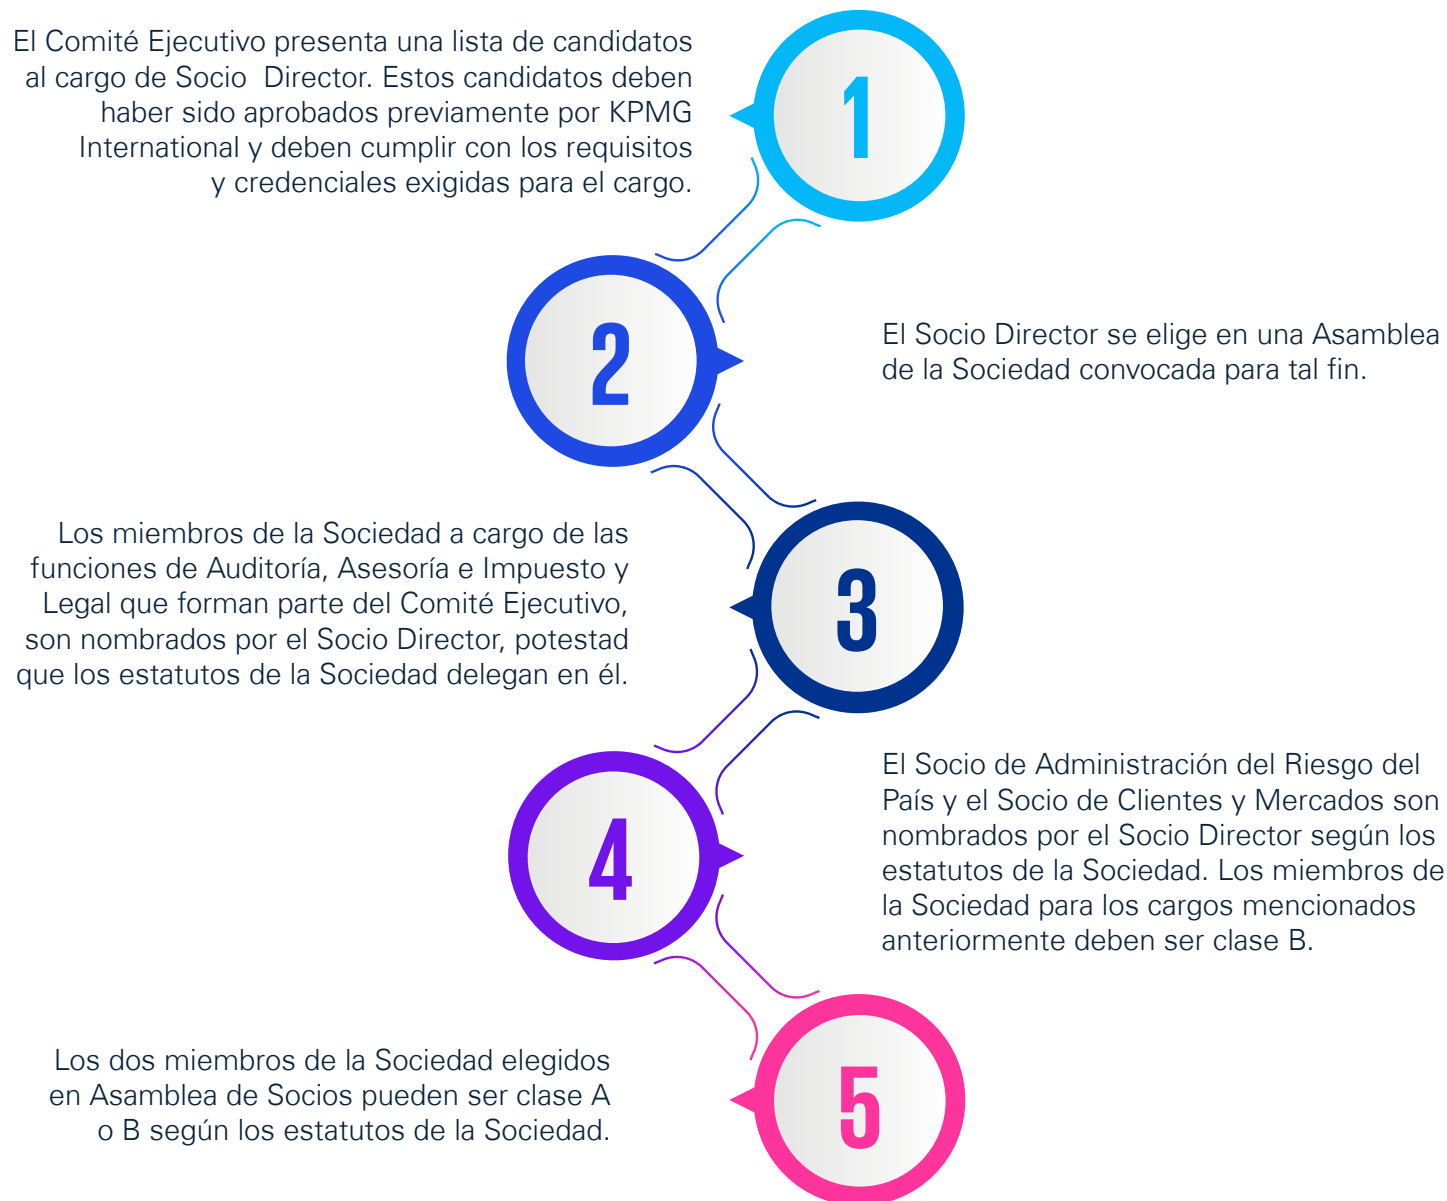 El Comité Ejecutivo presenta una lista de candidatos
al cargo de Socio Director. Estos candidatos deben
haber sido aprobados previamente por KPMG
International y deben cumplir con los requisitos
y credenciales exigidas para el cargo.
1
2
El Socio Director se elige en una Asamblea
de la Sociedad convocada para tal fin.
Los miembros de la Sociedad a cargo de las
funciones de Auditoría, Asesoría e Impuesto y
Legal que forman parte del Comité Ejecutivo,
son nombrados por el Socio Director, potestad
que los estatutos de la Sociedad delegan en él.
3
4
El Socio de Administración del Riesgo del
País y el Socio de Clientes y Mercados son
nombrados por el Socio Director según los
estatutos de la Sociedad. Los miembros de
la Sociedad para los cargos mencionados
anteriormente deben ser clase B.
Los dos miembros de la Sociedad elegidos
en Asamblea de Socios pueden ser clase A
o B según los estatutos de la Sociedad.
5